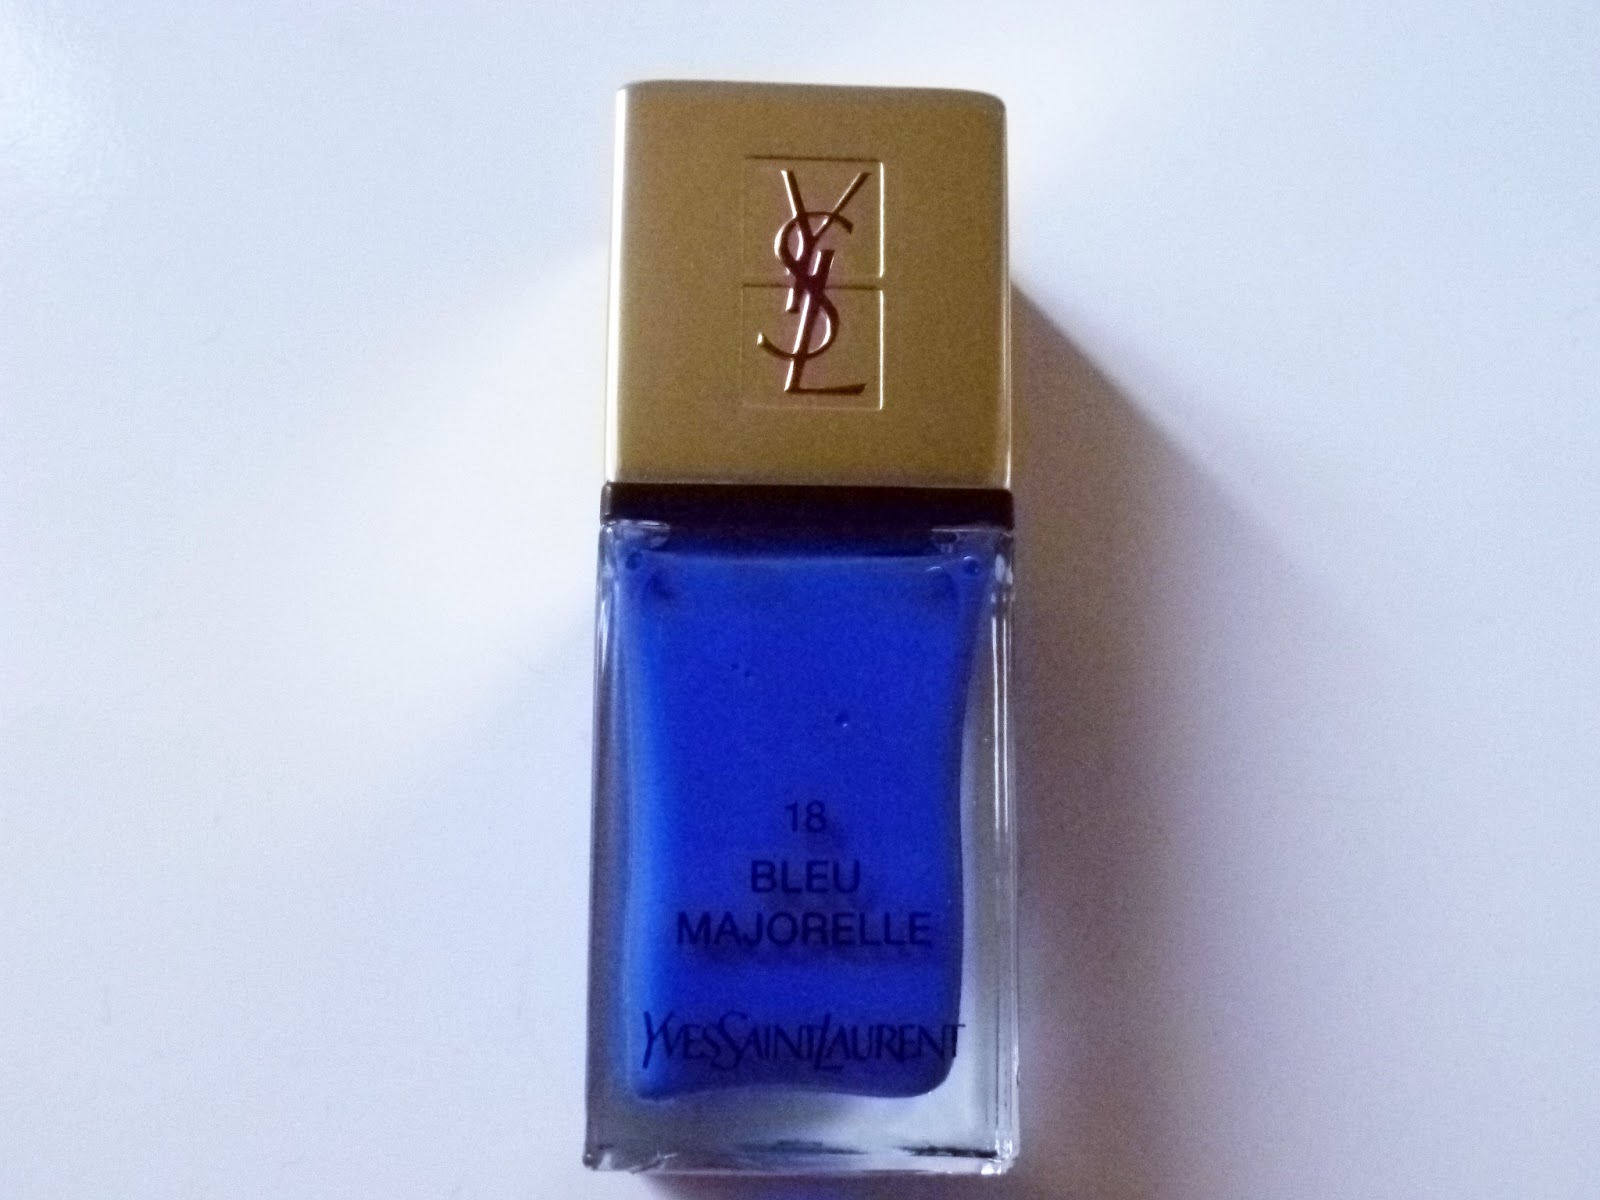 YSL
18
BLEU
MAJORELLE
YVESSAINTLAURENT